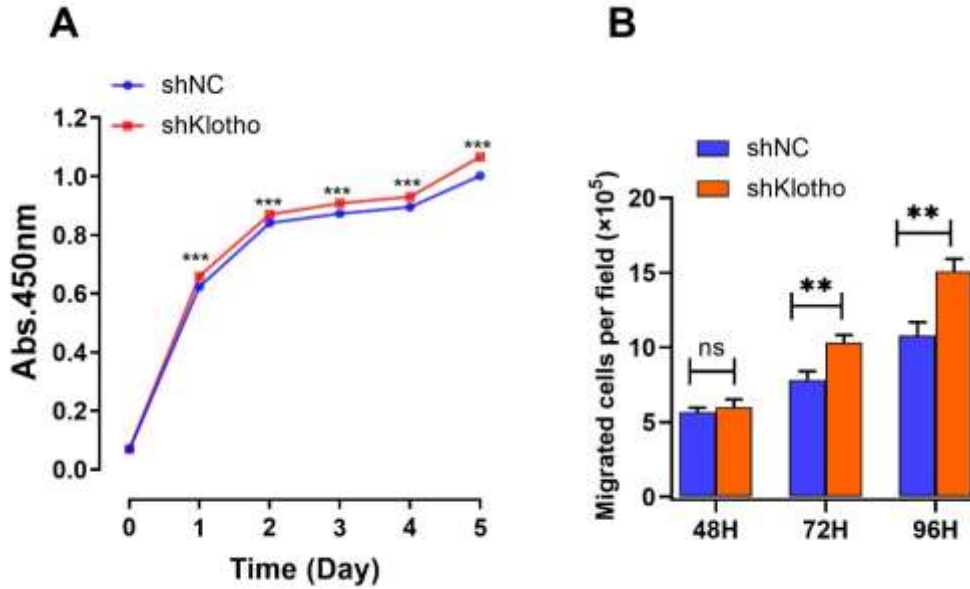 A
shNC
shKlotho
Abs.450nm
1.2
1.0
0.8
0.6
0.4
0.2
0.0
***
***
***
***
***
0 1 2 3 4 5
Time (Day)
B
shNC
shKlotho
Migrated cells per field (×10⁵)
20
15
10
5
0
ns
**
**
48H 72H 96H